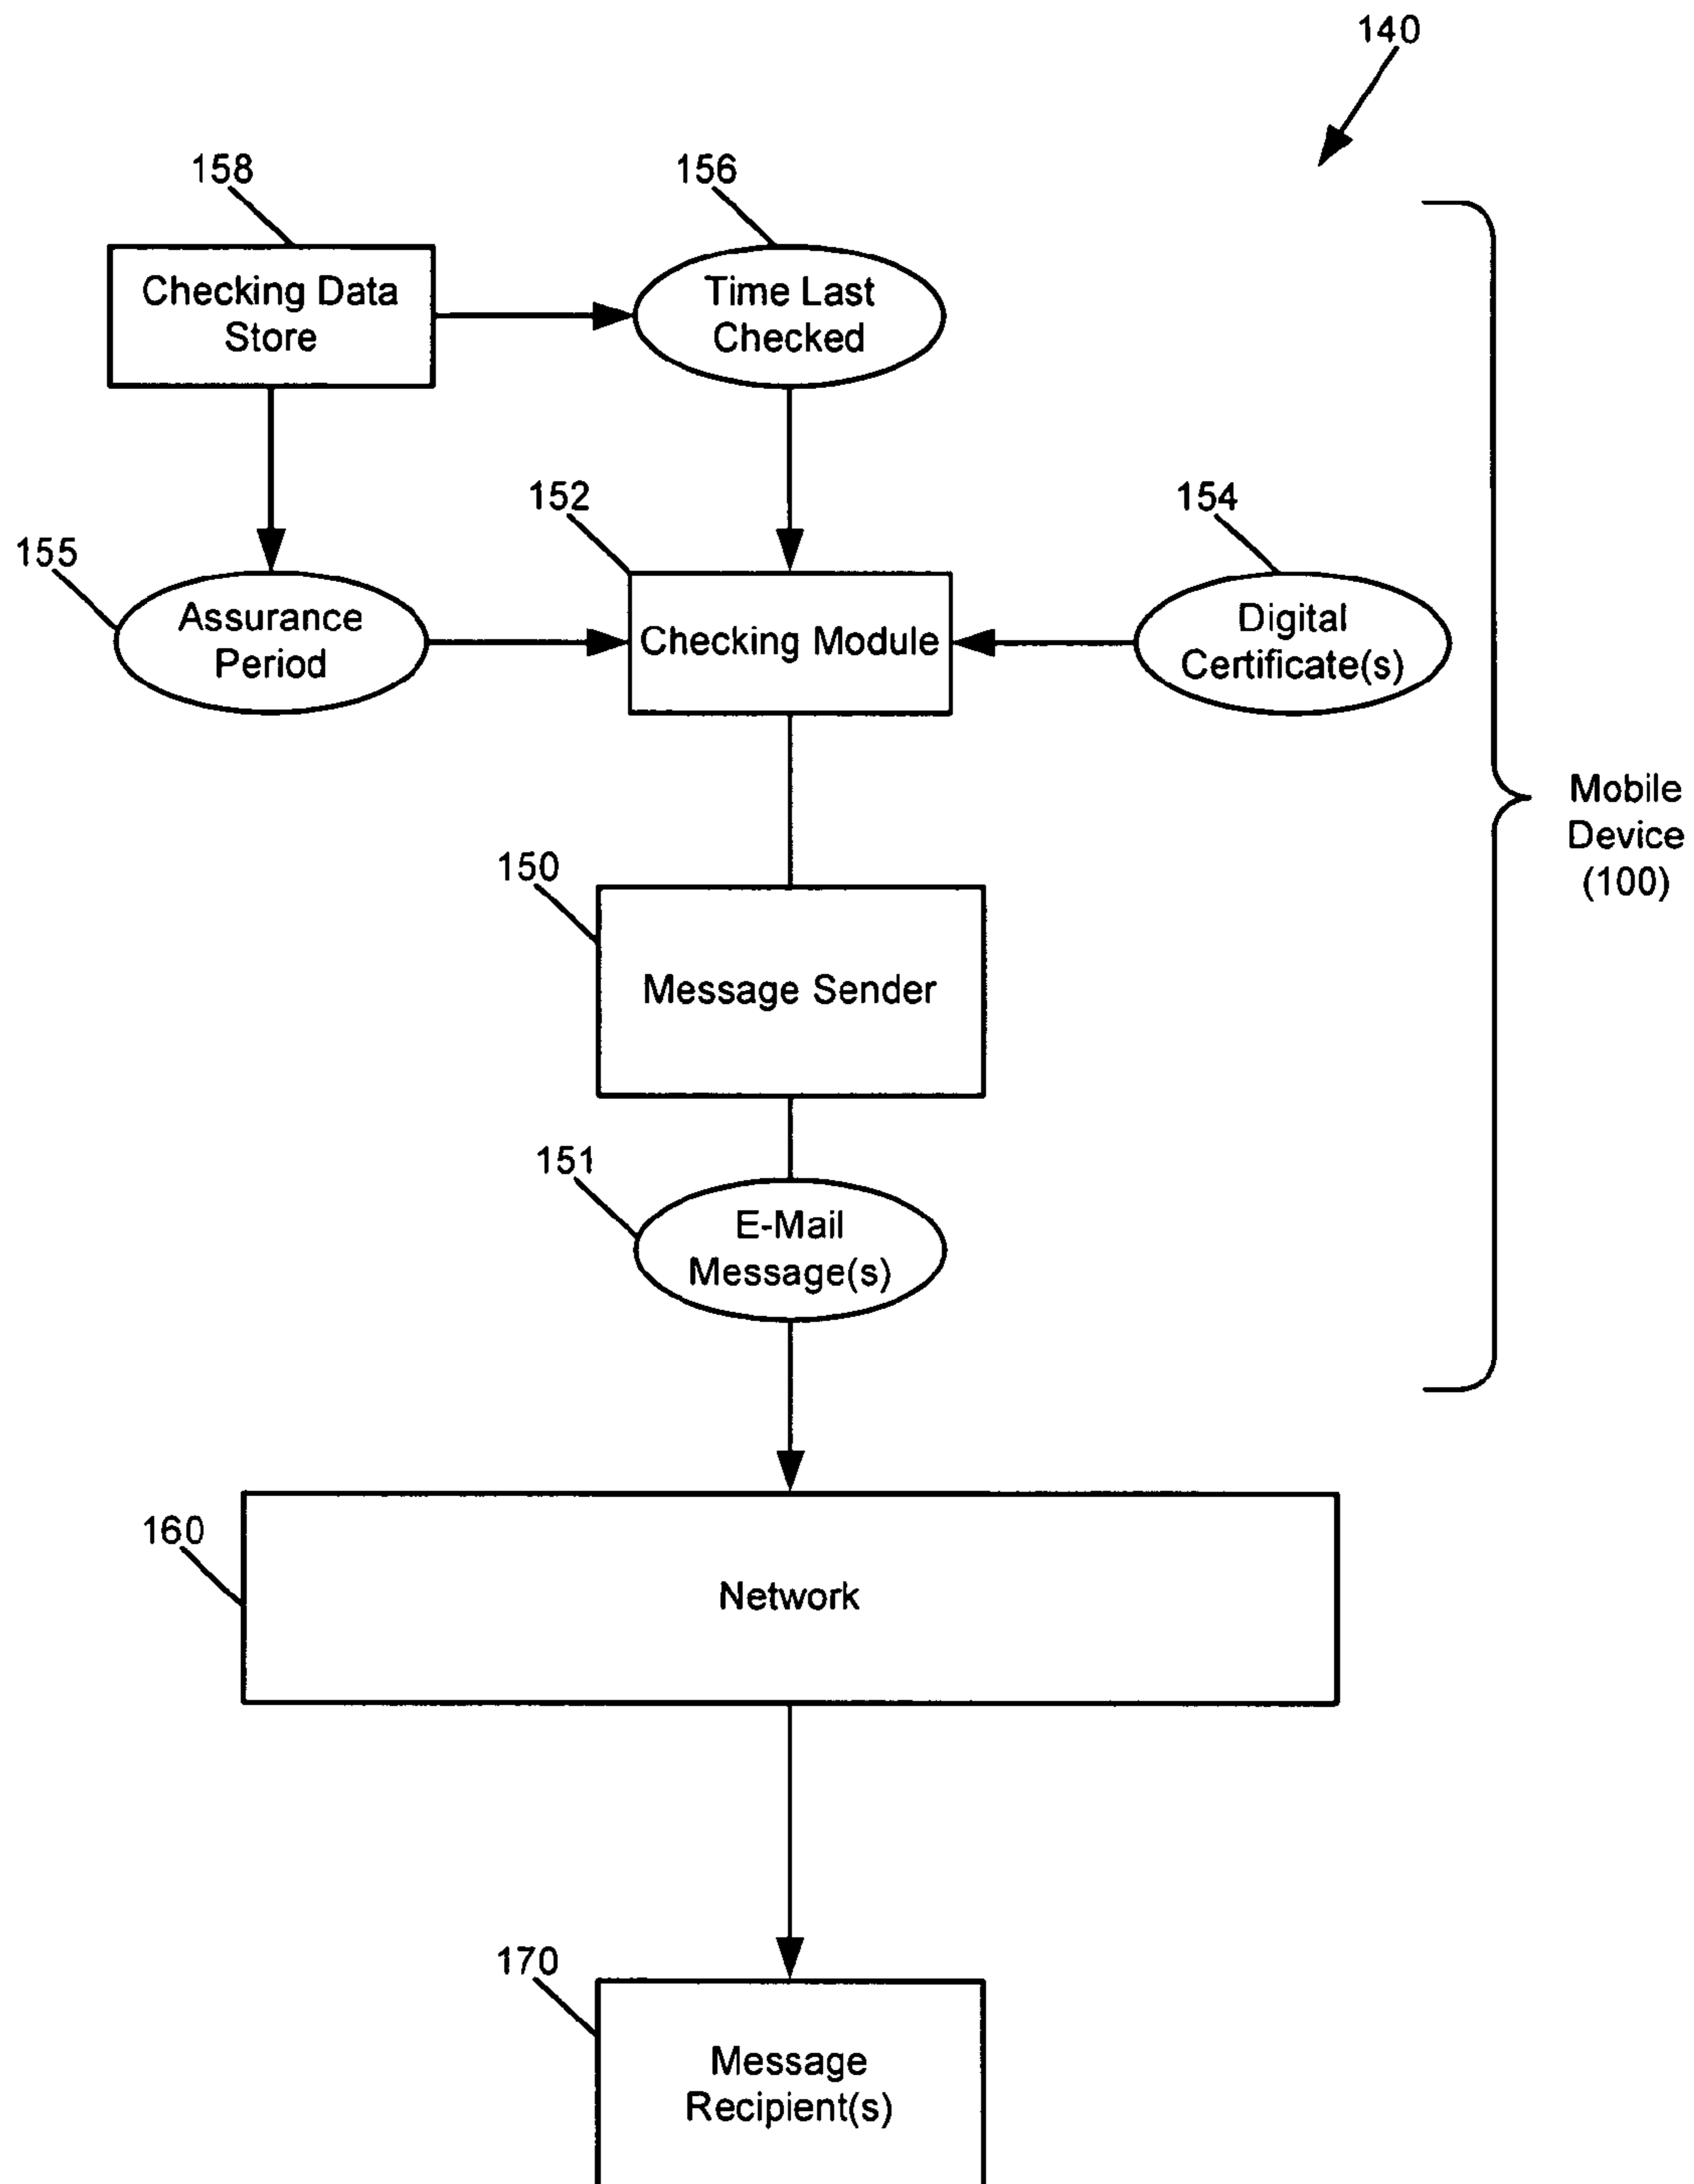 140
158
156
Checking Data
Store
Time Last
Checked
152
154
155
Assurance
Period
Checking Module
Digital
Certificate(s)
Mobile
Device
(100)
150
Message Sender
151
E-Mail
Message(s)
160
Network
170
Message
Recipient(s)